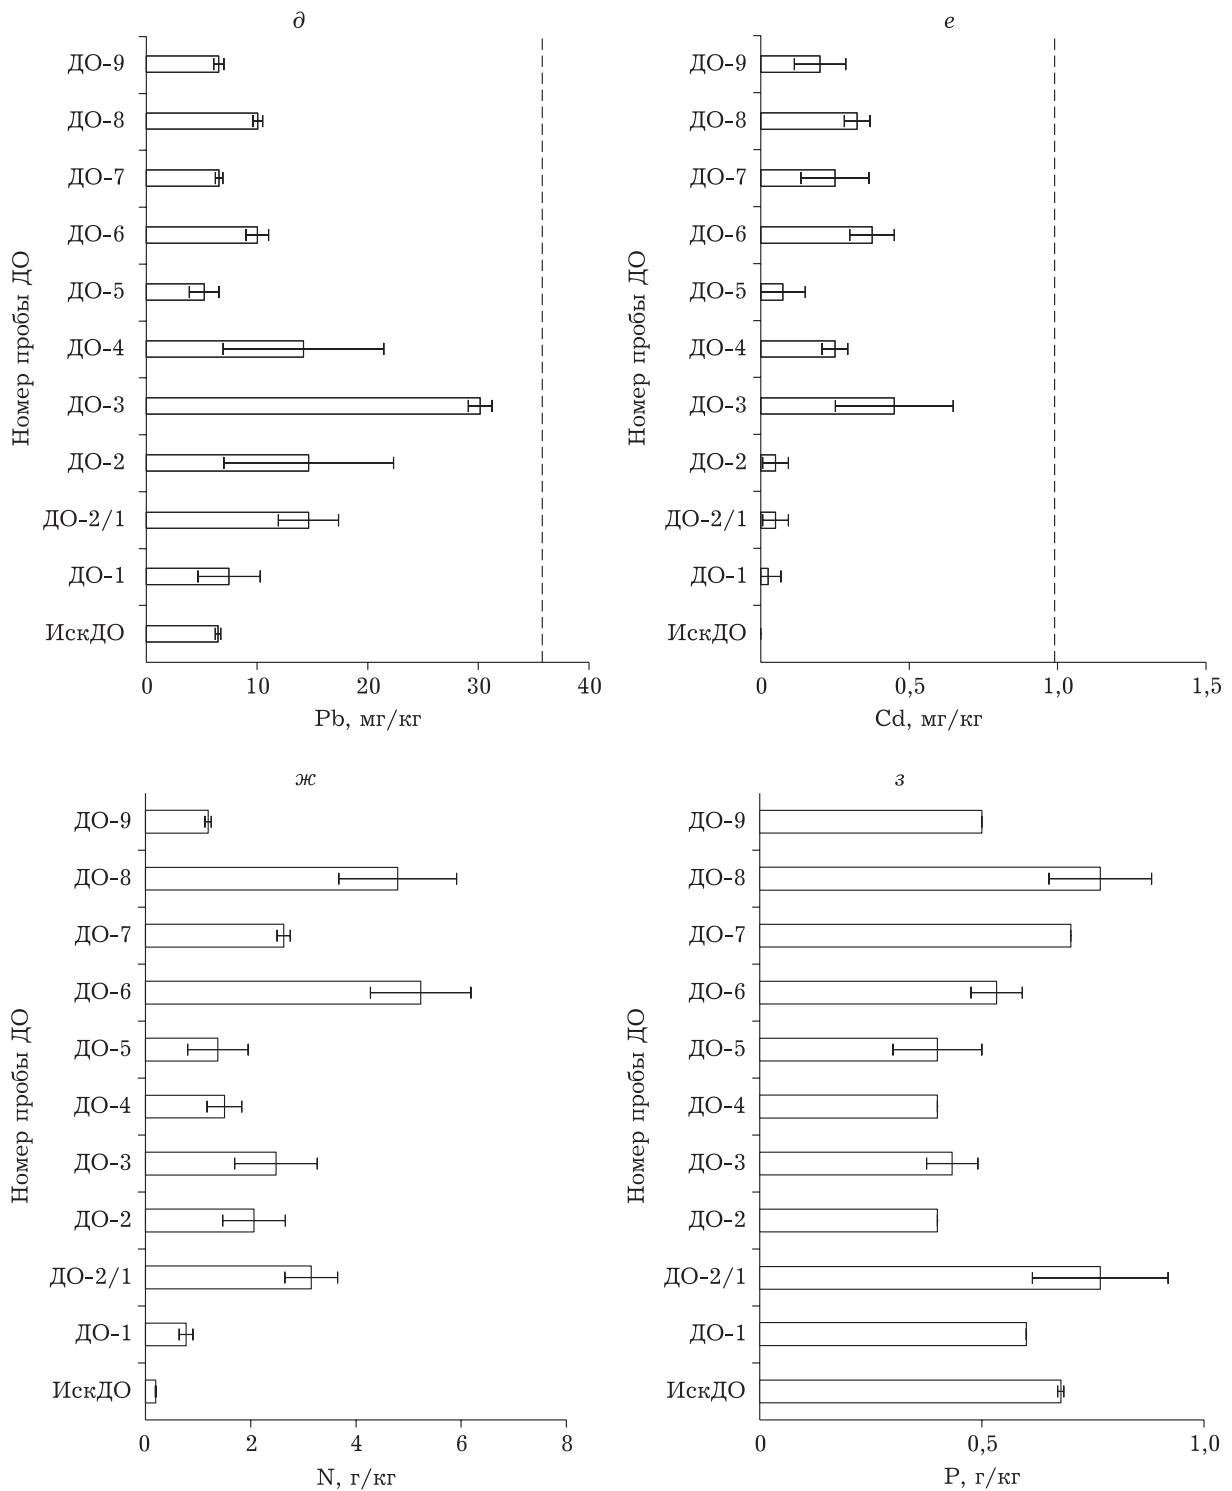 д
Номер пробы ДО
ДО-9
ДО-8
ДО-7
ДО-6
ДО-5
ДО-4
ДО-3
ДО-2
ДО-2/1
ДО-1
ИскДО
0 10 20 30 40
Pb, мг/кг
е
Номер пробы ДО
ДО-9
ДО-8
ДО-7
ДО-6
ДО-5
ДО-4
ДО-3
ДО-2
ДО-2/1
ДО-1
ИскДО
0 0,5 1,0 1,5
Cd, мг/кг
ж
Номер пробы ДО
ДО-9
ДО-8
ДО-7
ДО-6
ДО-5
ДО-4
ДО-3
ДО-2
ДО-2/1
ДО-1
ИскДО
0 2 4 6 8
N, г/кг
з
Номер пробы ДО
ДО-9
ДО-8
ДО-7
ДО-6
ДО-5
ДО-4
ДО-3
ДО-2
ДО-2/1
ДО-1
ИскДО
0 0,5 1,0
P, г/кг